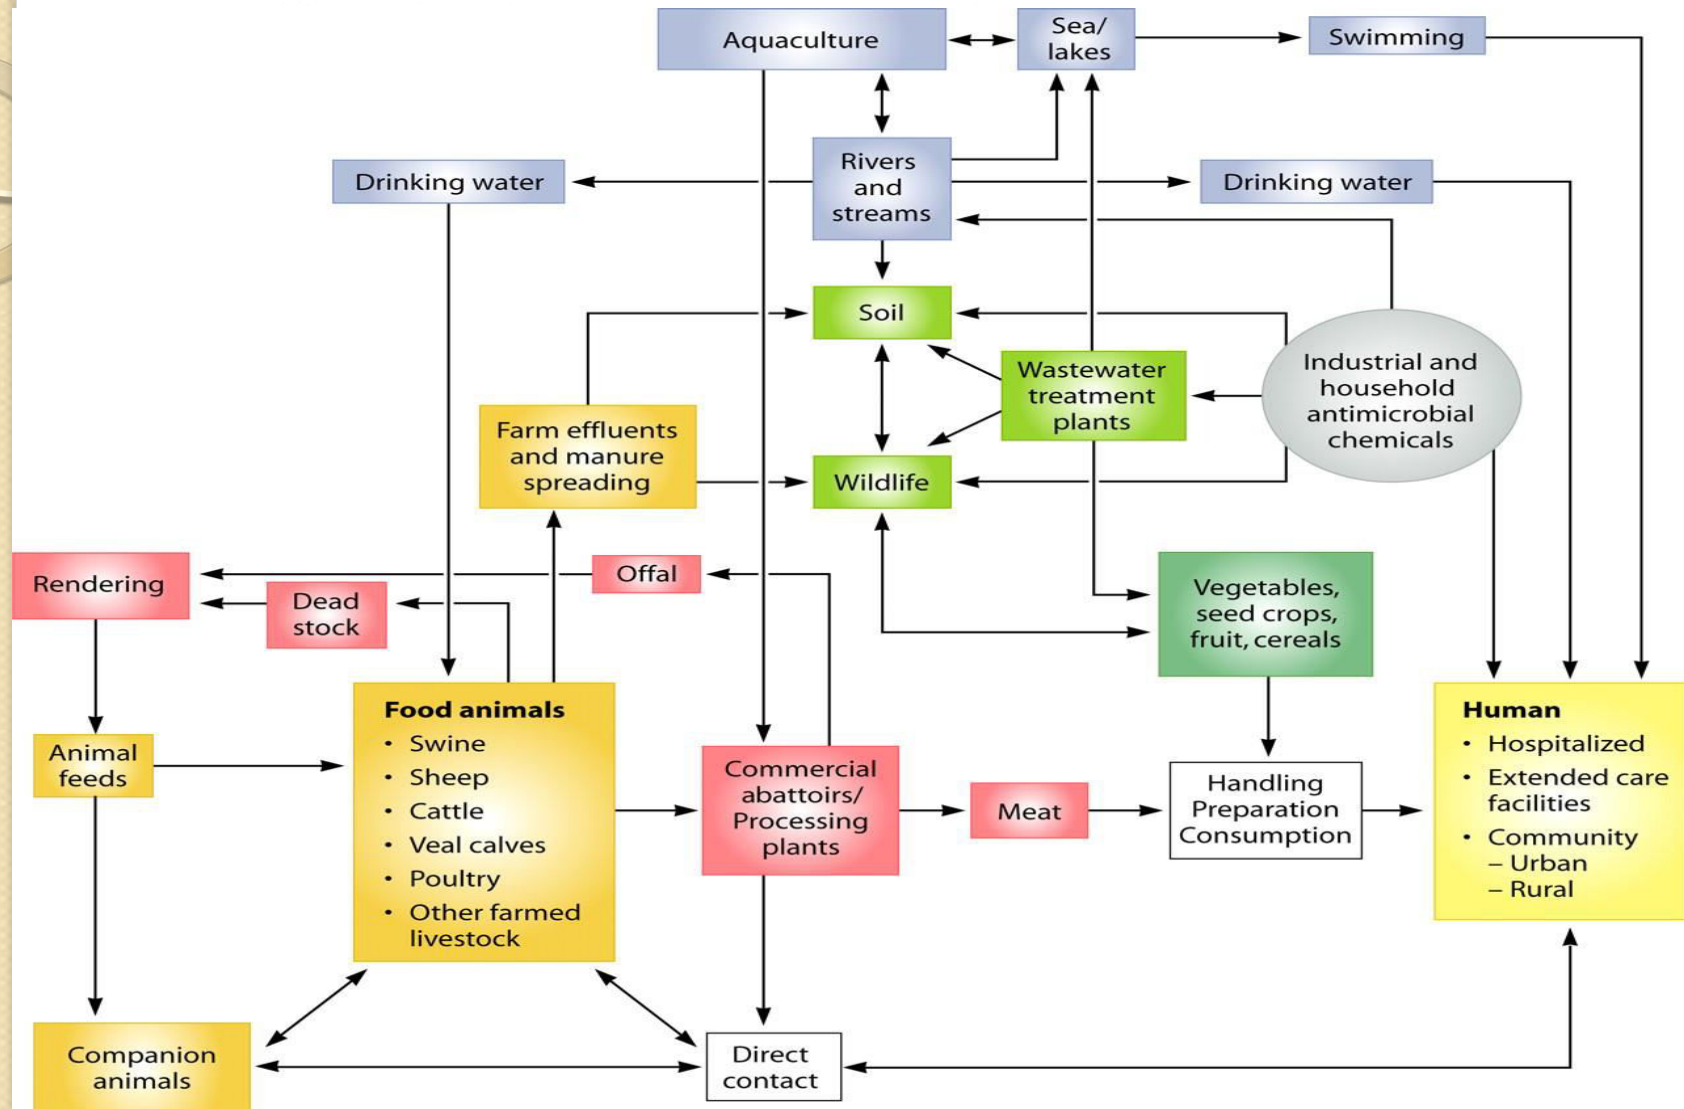 Aquaculture
Sea/
lakes
Swimming
Drinking water
Rivers
and
streams
Drinking water
Soil
Wastewater
treatment
plants
Industrial and
household
antimicrobial
chemicals
Farm effluents
and manure
spreading
Wildlife
Rendering
Offal
Dead
stock
Vegetables,
seed crops,
fruit, cereals
Animal
feeds
Food animals
• Swine
• Sheep
• Cattle
• Veal calves
• Poultry
• Other farmed
livestock
Commercial
abattoirs/
Processing
plants
Meat
Handling
Preparation
Consumption
Human
• Hospitalized
• Extended care
facilities
• Community
– Urban
– Rural
Companion
animals
Direct
contact